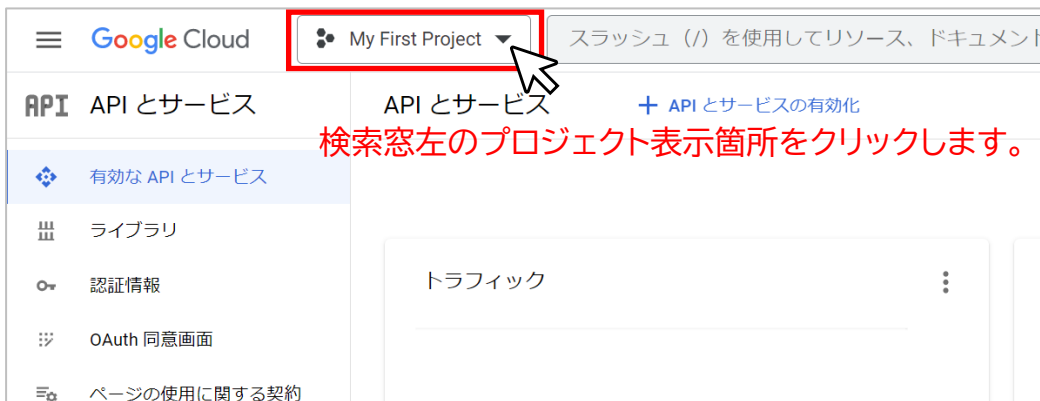 Google Cloud
My First Project
スラッシュ（/）を使用してリソース、ドキュメント
API API とサービス
API とサービス
+ API とサービスの有効化
検索窓左のプロジェクト表示箇所をクリックします。
有効な API とサービス
ライブラリ
認証情報
OAuth 同意画面
ページの使用に関する契約
トラフィック